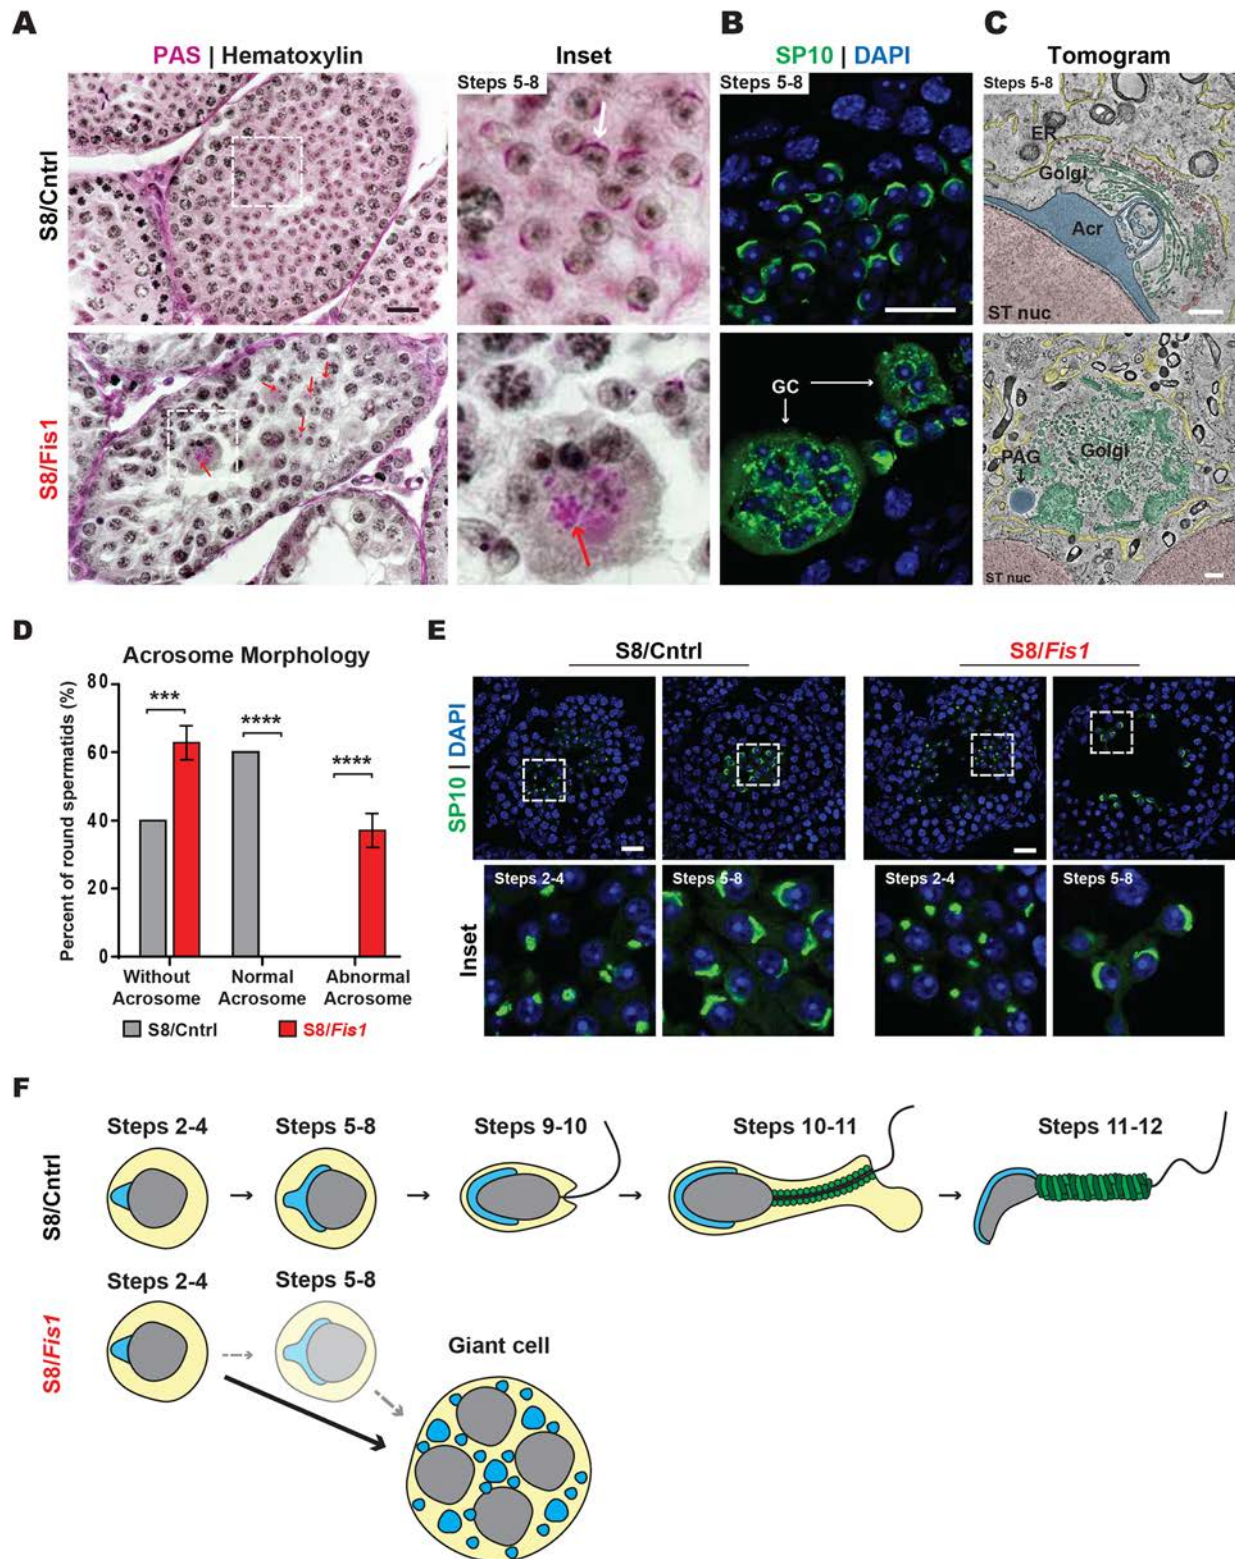 A
PAS | Hematoxylin
Inset
B
SP10 | DAPI
C
Tomogram
S8/Cntrl
Steps 5-8
Steps 5-8
Steps 5-8
ER
Golgi
Acr
ST nuc
S8/Fis1
GC
PAG
Golgi
ST nuc
D
Acrosome Morphology
Percent of round spermatids (%)
80
60
40
20
0
***
****
****
Without Acrosome
Normal Acrosome
Abnormal Acrosome
S8/Cntrl
S8/Fis1
E
S8/Cntrl
S8/Fis1
SP10 | DAPI
Inset
Steps 2-4
Steps 5-8
Steps 2-4
Steps 5-8
F
S8/Cntrl
Steps 2-4
Steps 5-8
Steps 9-10
Steps 10-11
Steps 11-12
S8/Fis1
Steps 2-4
Steps 5-8
Giant cell